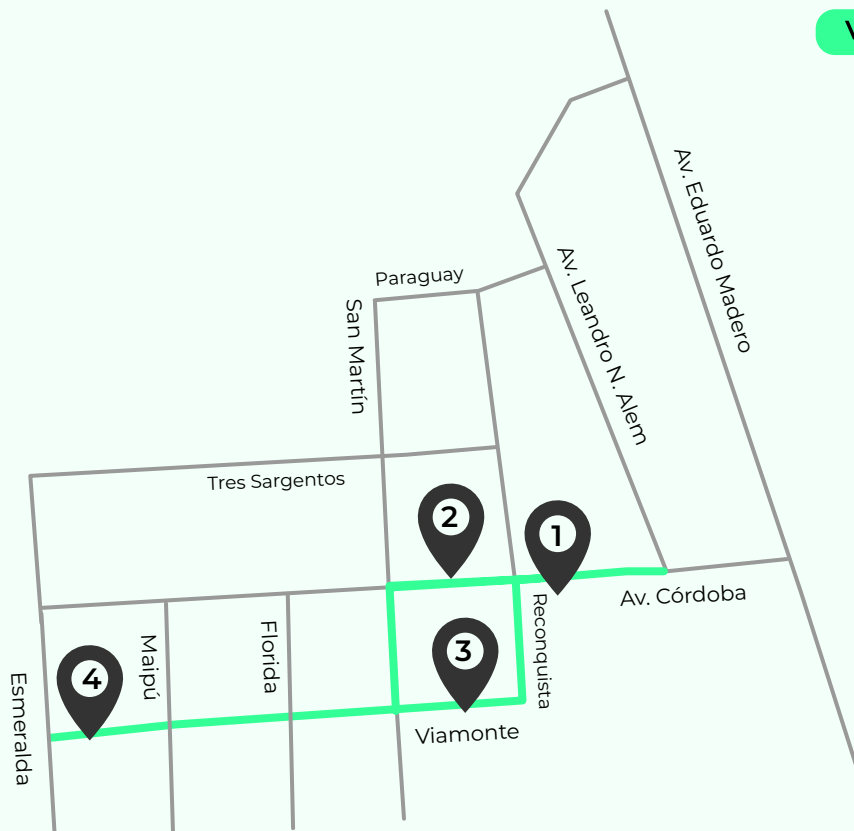 Av. Eduardo Madero
Av. Leandro N. Alem
Paraguay
San Martín
Tres Sargentos
2
1
Av. Córdoba
Reconquista
3
Viamonte
Florida
Maipú
4
Esmeralda